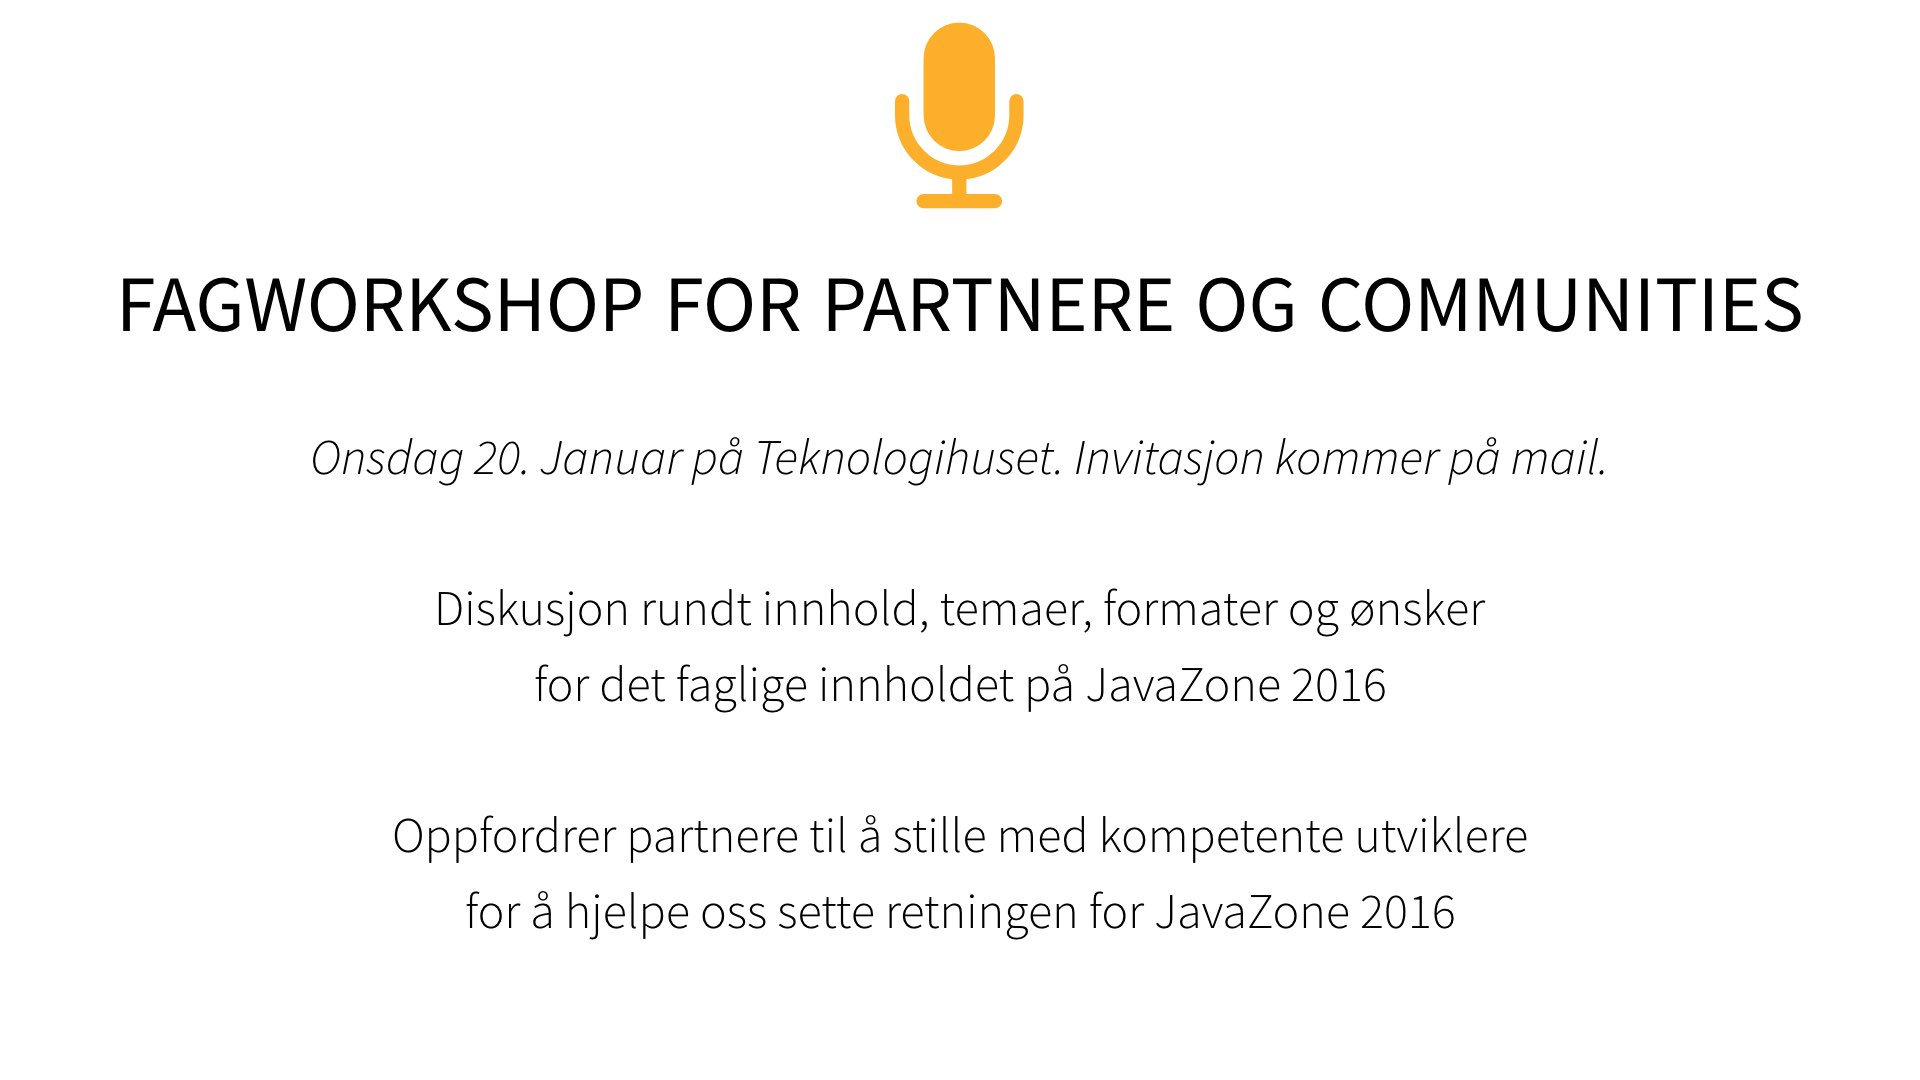 FAGWORKSHOP FOR PARTNERE OG COMMUNITIES
Onsdag 20. Januar på Teknologihuset. Invitasjon kommer på mail.
Diskusjon rundt innhold, temaer, formater og ønsker
for det faglige innholdet på JavaZone 2016
Oppfordrer partnere til å stille med kompetente utviklere
for å hjelpe oss sette retningen for JavaZone 2016